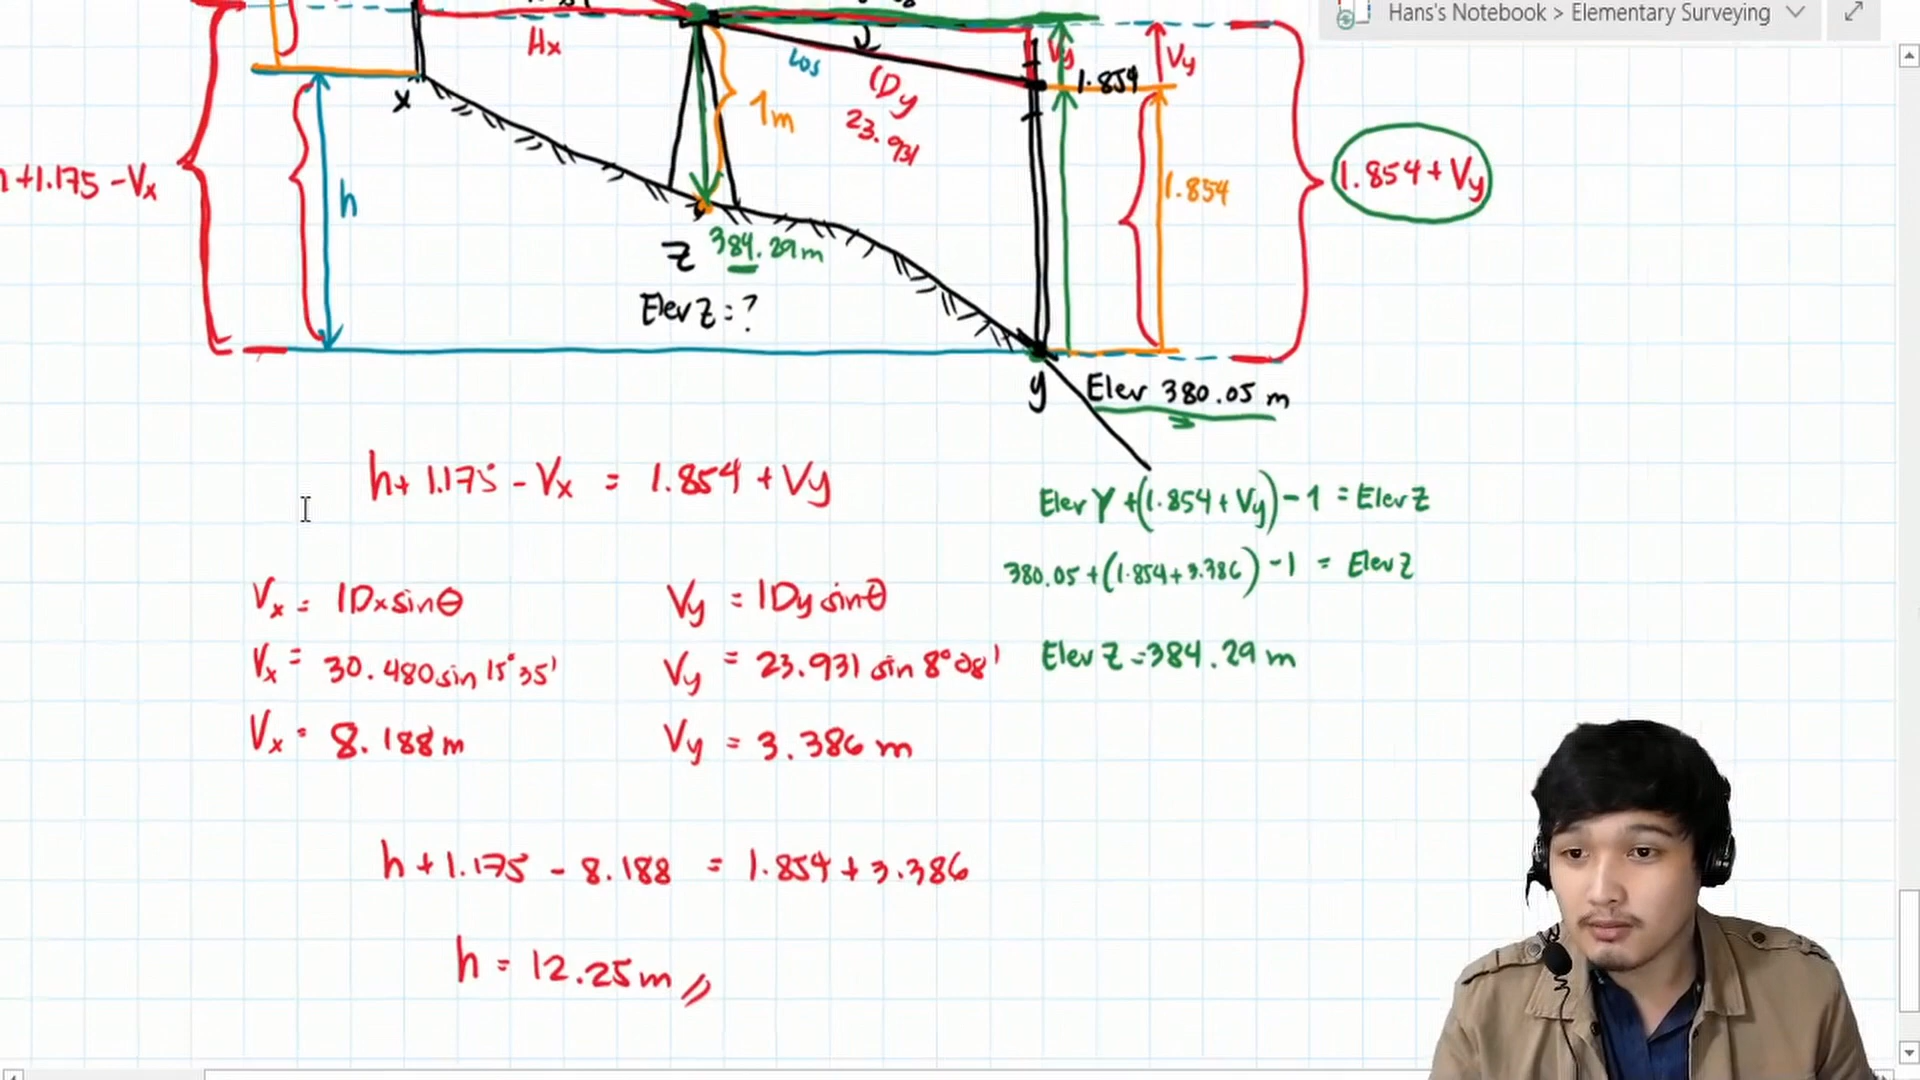 Hans's Notebook > Elementary Surveying
Hx
Vy
Vy
Los
1.854
IDy
23.931
1m
+1.175 - Vx
h
x
1.854
1.854 + Vy
Z 384.29m
Elev Z = ?
y
Elev 380.05 m
h + 1.175 - Vx = 1.854 + Vy
Elev Y + (1.854 + Vy) - 1 = Elev Z
380.05 + (1.854 + 3.386) - 1 = Elev Z
Elev Z = 384.29 m
Vx = IDx sin θ
Vy = IDy sin θ
Vx = 30.480 sin 15° 35'
Vy = 23.931 sin 8° 08'
Vx = 8.188 m
Vy = 3.386 m
h + 1.175 - 8.188 = 1.854 + 3.386
h = 12.25 m //